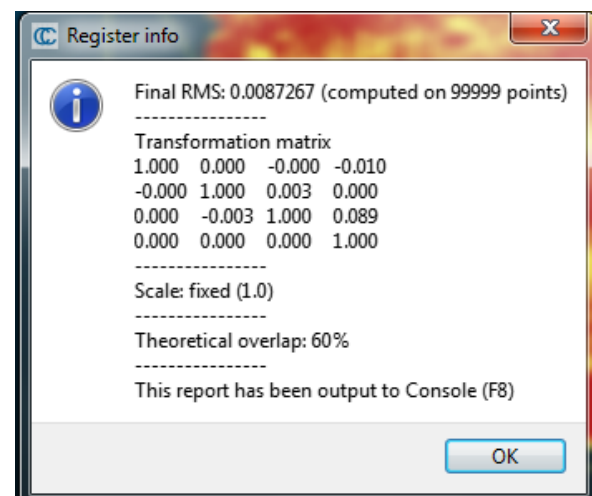 Register info
Final RMS: 0.0087267 (computed on 99999 points)
----------------
Transformation matrix
1.000 0.000 -0.000 -0.010
-0.000 1.000 0.003 0.000
0.000 -0.003 1.000 0.089
0.000 0.000 0.000 1.000
----------------
Scale: fixed (1.0)
----------------
Theoretical overlap: 60%
----------------
This report has been output to Console (F8)
OK